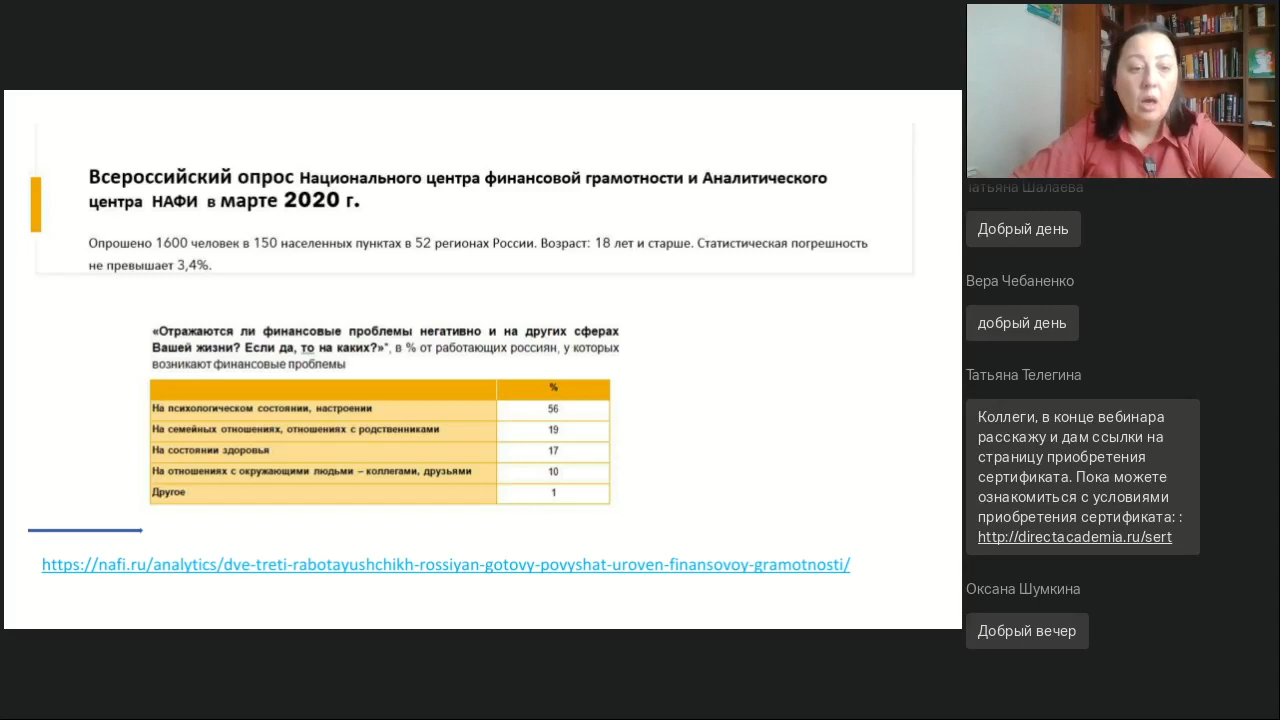 Всероссийский опрос Национального центра финансовой грамотности и Аналитического
центра НАФИ в марте 2020 г.
Опрошено 1600 человек в 150 населенных пунктах в 52 регионах России. Возраст: 18 лет и старше. Статистическая погрешность
не превышает 3,4%.
«Отражаются ли финансовые проблемы негативно и на других сферах
Вашей жизни? Если да, то на каких?»*, в % от работающих россиян, у которых
возникают финансовые проблемы
%
На психологическом состоянии, настроении 56
На семейных отношениях, отношениях с родственниками 19
На состоянии здоровья 17
На отношениях с окружающими людьми – коллегами, друзьями 10
Другое 1
https://nafi.ru/analytics/dve-treti-rabotayushchikh-rossiyan-gotovy-povyshat-uroven-finansovoy-gramotnosti/
Татьяна Шалаева
Добрый день
Вера Чебаненко
добрый день
Татьяна Телегина
Коллеги, в конце вебинара
расскажу и дам ссылки на
страницу приобретения
сертификата. Пока можете
ознакомиться с условиями
приобретения сертификата: :
http://directacademia.ru/sert
Оксана Шумкина
Добрый вечер